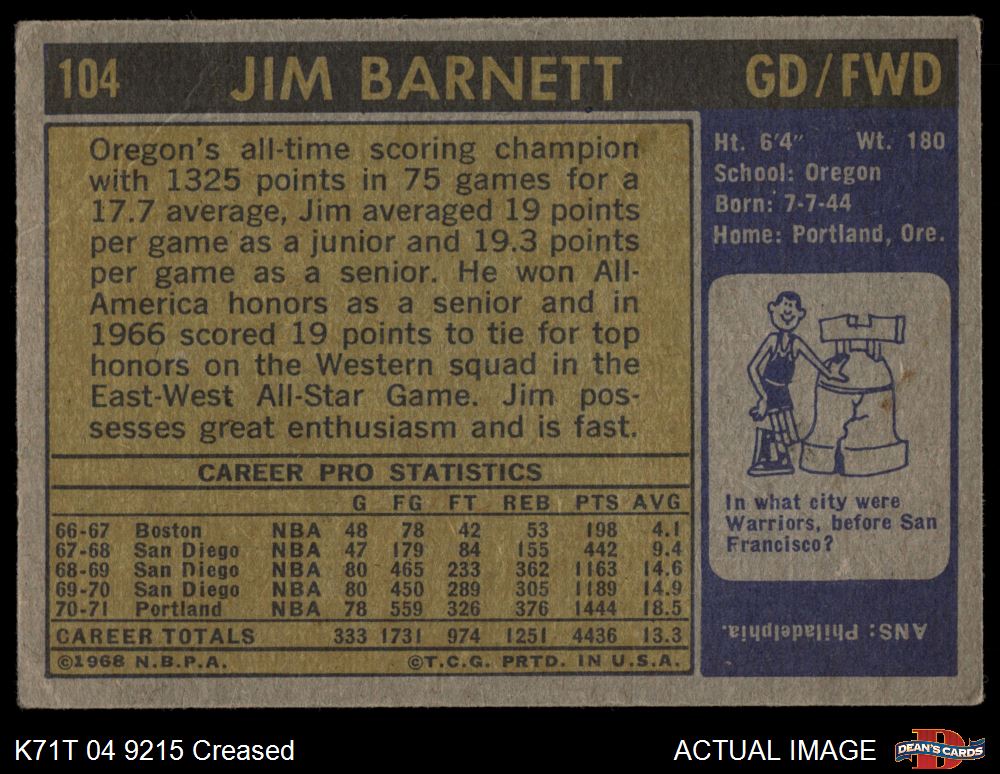 104 JIM BARNETT GD/FWD
Oregon's all-time scoring champion
with 1325 points in 75 games for a
17.7 average, Jim averaged 19 points
per game as a junior and 19.3 points
per game as a senior. He won All-
America honors as a senior and in
1966 scored 19 points to tie for top
honors on the Western squad in the
East-West All-Star Game. Jim pos-
sesses great enthusiasm and is fast.
CAREER PRO STATISTICS
G FG FT REB PTS AVG
66-67 Boston NBA 48 78 42 53 198 4.1
67-68 San Diego NBA 47 179 84 155 442 9.4
68-69 San Diego NBA 80 465 233 362 1163 14.6
69-70 San Diego NBA 80 450 289 305 1189 14.9
70-71 Portland NBA 78 559 326 376 1444 18.5
CAREER TOTALS 333 1731 974 1251 4436 13.3
©1968 N.B.P.A. ©T.C.G. PRTD. IN U.S.A.
Ht. 6'4" Wt. 180
School: Oregon
Born: 7-7-44
Home: Portland, Ore.
In what city were
Warriors, before San
Francisco?
ANS: Philadelphia.
K71T 04 9215 Creased
ACTUAL IMAGE
D
DEAN'S CARDS